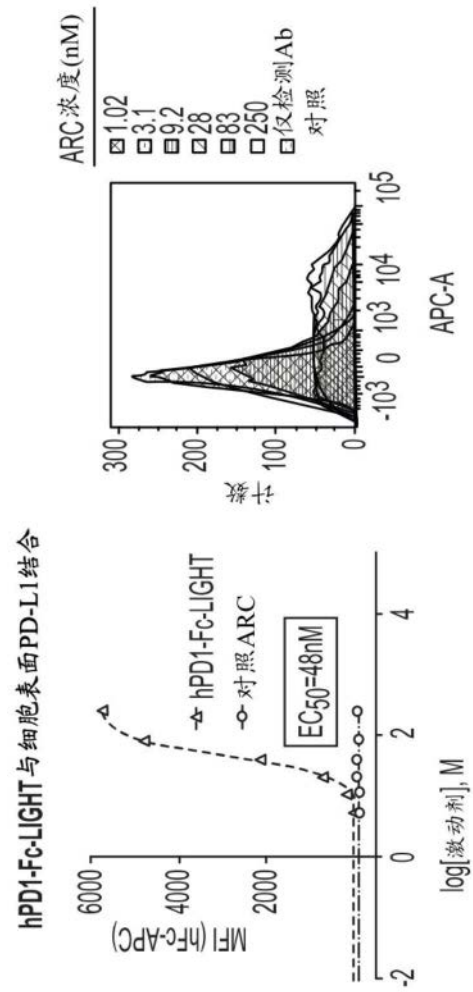 hPD1-Fc-LIGHT与细胞表面PD-L1结合
MFI (hFc-APC)
6000
4000
2000
0
-2
0
2
4
log[激动剂], M
hPD1-Fc-LIGHT
对照ARC
EC50=48nM
计数
300
200
100
0
-10³
0
10³
10⁴
10⁵
APC-A
ARC浓度(nM)
1.02
3.1
9.2
28
83
250
仅检测Ab
对照